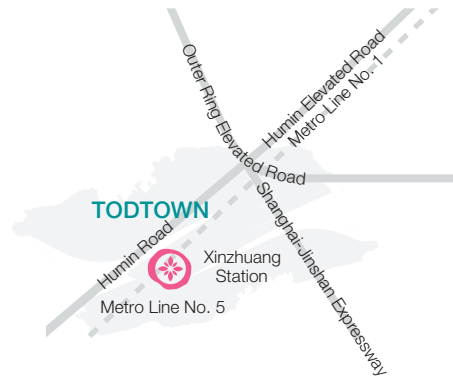 Outer Ring Elevated Road
Humin Elevated Road
Metro Line No. 1
Shanghai-Jinshan Expressway
TODTOWN
Humin Road
Xinzhuang
Station
Metro Line No. 5